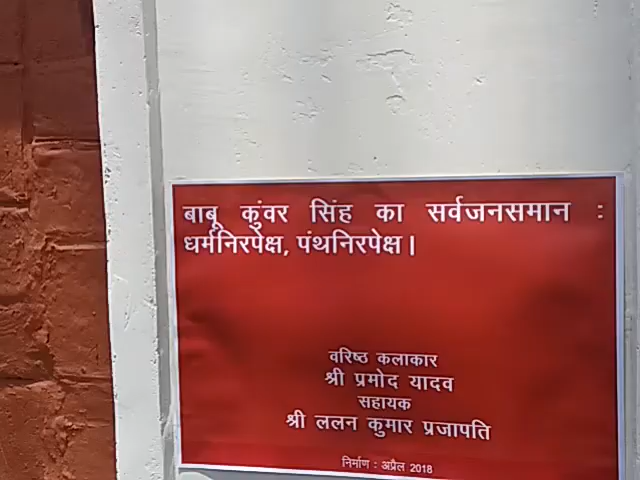 बाबू कुंवर सिंह का सर्वजनसमान :
धर्मनिरपेक्ष, पंथनिरपेक्ष।
वरिष्ठ कलाकार
श्री प्रमोद यादव
सहायक
श्री ललन कुमार प्रजापति
निर्माण : अप्रैल 2018